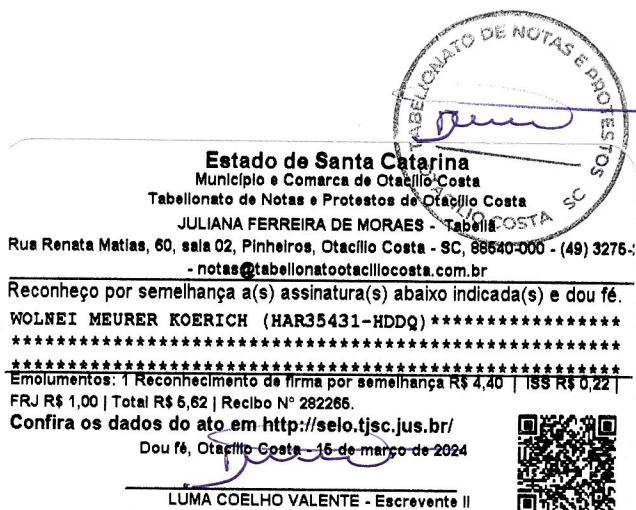 TABELIONATO DE NOTAS E PROTESTOS
OTACÍLIO COSTA SC
Estado de Santa Catarina
Município e Comarca de Otacílio Costa
Tabelionato de Notas e Protestos de Otacílio Costa
JULIANA FERREIRA DE MORAES - Tabeliã
Rua Renata Matias, 60, sala 02, Pinheiros, Otacílio Costa - SC, 88540-000 - (49) 3275-
- notas@tabelionatootaciliocosta.com.br
Reconheço por semelhança a(s) assinatura(s) abaixo indicada(s) e dou fé.
WOLNEI MEURER KOERICH (HAR35431-HDDQ)*****************
******************************************************
******************************************************
Emolumentos: 1 Reconhecimento de firma por semelhança R$ 4,40 | ISS R$ 0,22 |
FRJ R$ 1,00 | Total R$ 5,62 | Recibo Nº 282265.
Confira os dados do ato em http://selo.tjsc.jus.br/
Dou fé, Otacílio Costa - 15 de março de 2024
LUMA COELHO VALENTE - Escrevente II